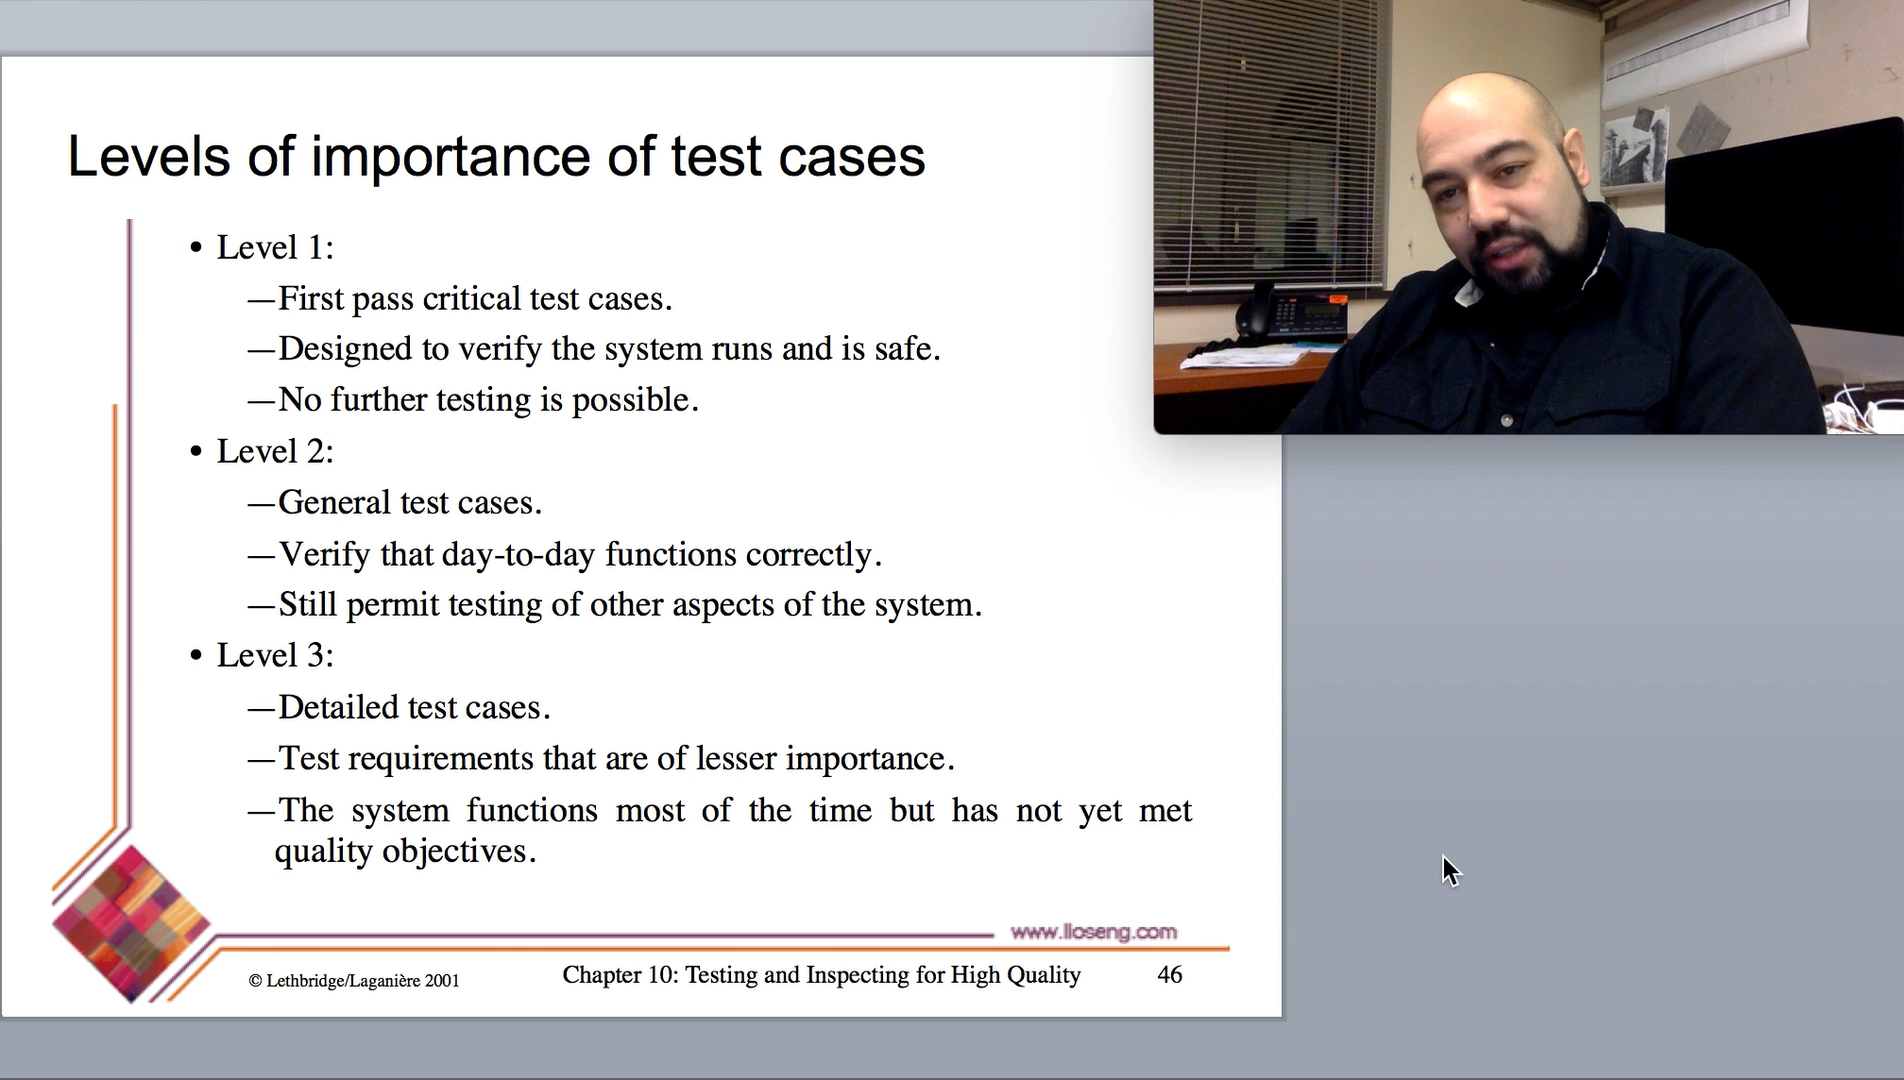 Levels of importance of test cases
• Level 1:
—First pass critical test cases.
—Designed to verify the system runs and is safe.
—No further testing is possible.
• Level 2:
—General test cases.
—Verify that day-to-day functions correctly.
—Still permit testing of other aspects of the system.
• Level 3:
—Detailed test cases.
—Test requirements that are of lesser importance.
—The system functions most of the time but has not yet met
quality objectives.
www.lloseng.com
© Lethbridge/Laganière 2001
Chapter 10: Testing and Inspecting for High Quality
46